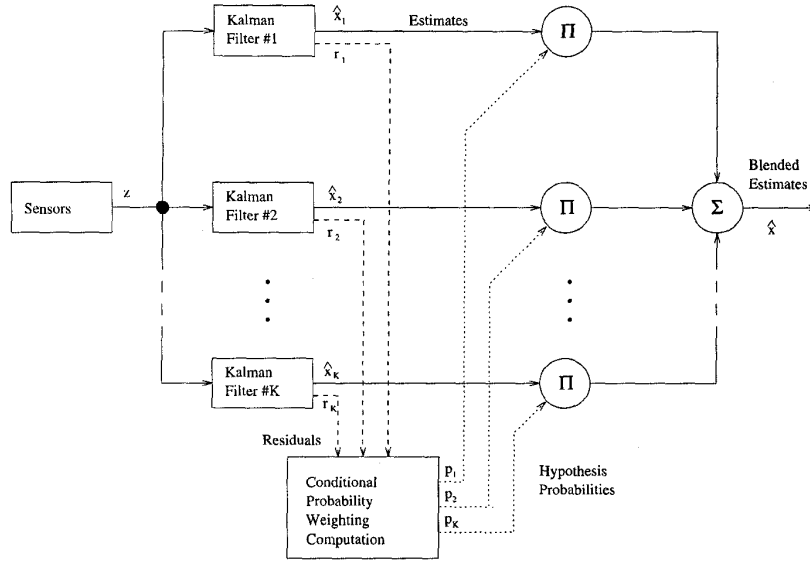 Kalman
Filter #1
x̂₁
Estimates
r₁
Π
Sensors
z
Kalman
Filter #2
x̂₂
r₂
Π
Σ
Blended
Estimates
x̂
Kalman
Filter #K
x̂K
rK
Π
Residuals
Conditional
Probability
Weighting
Computation
p₁
p₂
pK
Hypothesis
Probabilities